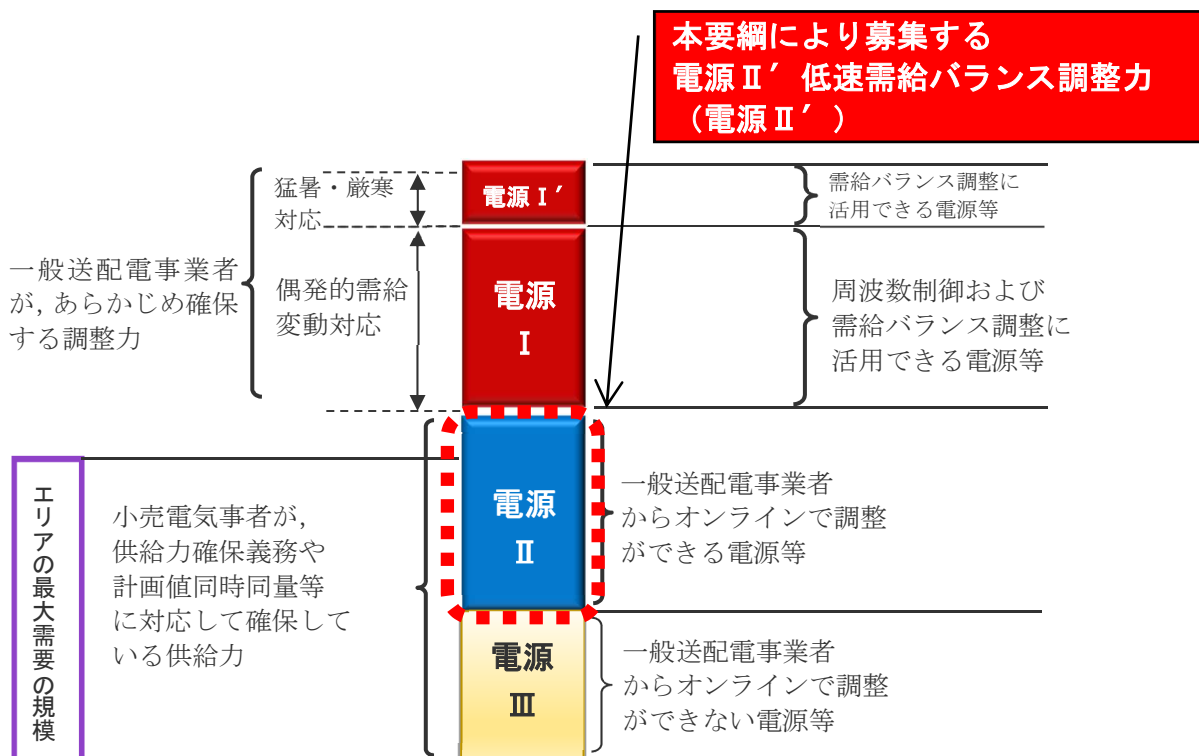 本要綱により募集する
電源Ⅱ′低速需給バランス調整力
（電源Ⅱ′）
猛暑・厳寒
対応
電源Ⅰ′
需給バランス調整に
活用できる電源等
一般送配電事業者
が，あらかじめ確保
する調整力
偶発的需給
変動対応
電源
Ⅰ
周波数制御および
需給バランス調整に
活用できる電源等
エリアの最大需要の規模
小売電気事者が，
供給力確保義務や
計画値同時同量等
に対応して確保して
いる供給力
電源
Ⅱ
一般送配電事業者
からオンラインで調整
ができる電源等
電源
Ⅲ
一般送配電事業者
からオンラインで調整
ができない電源等